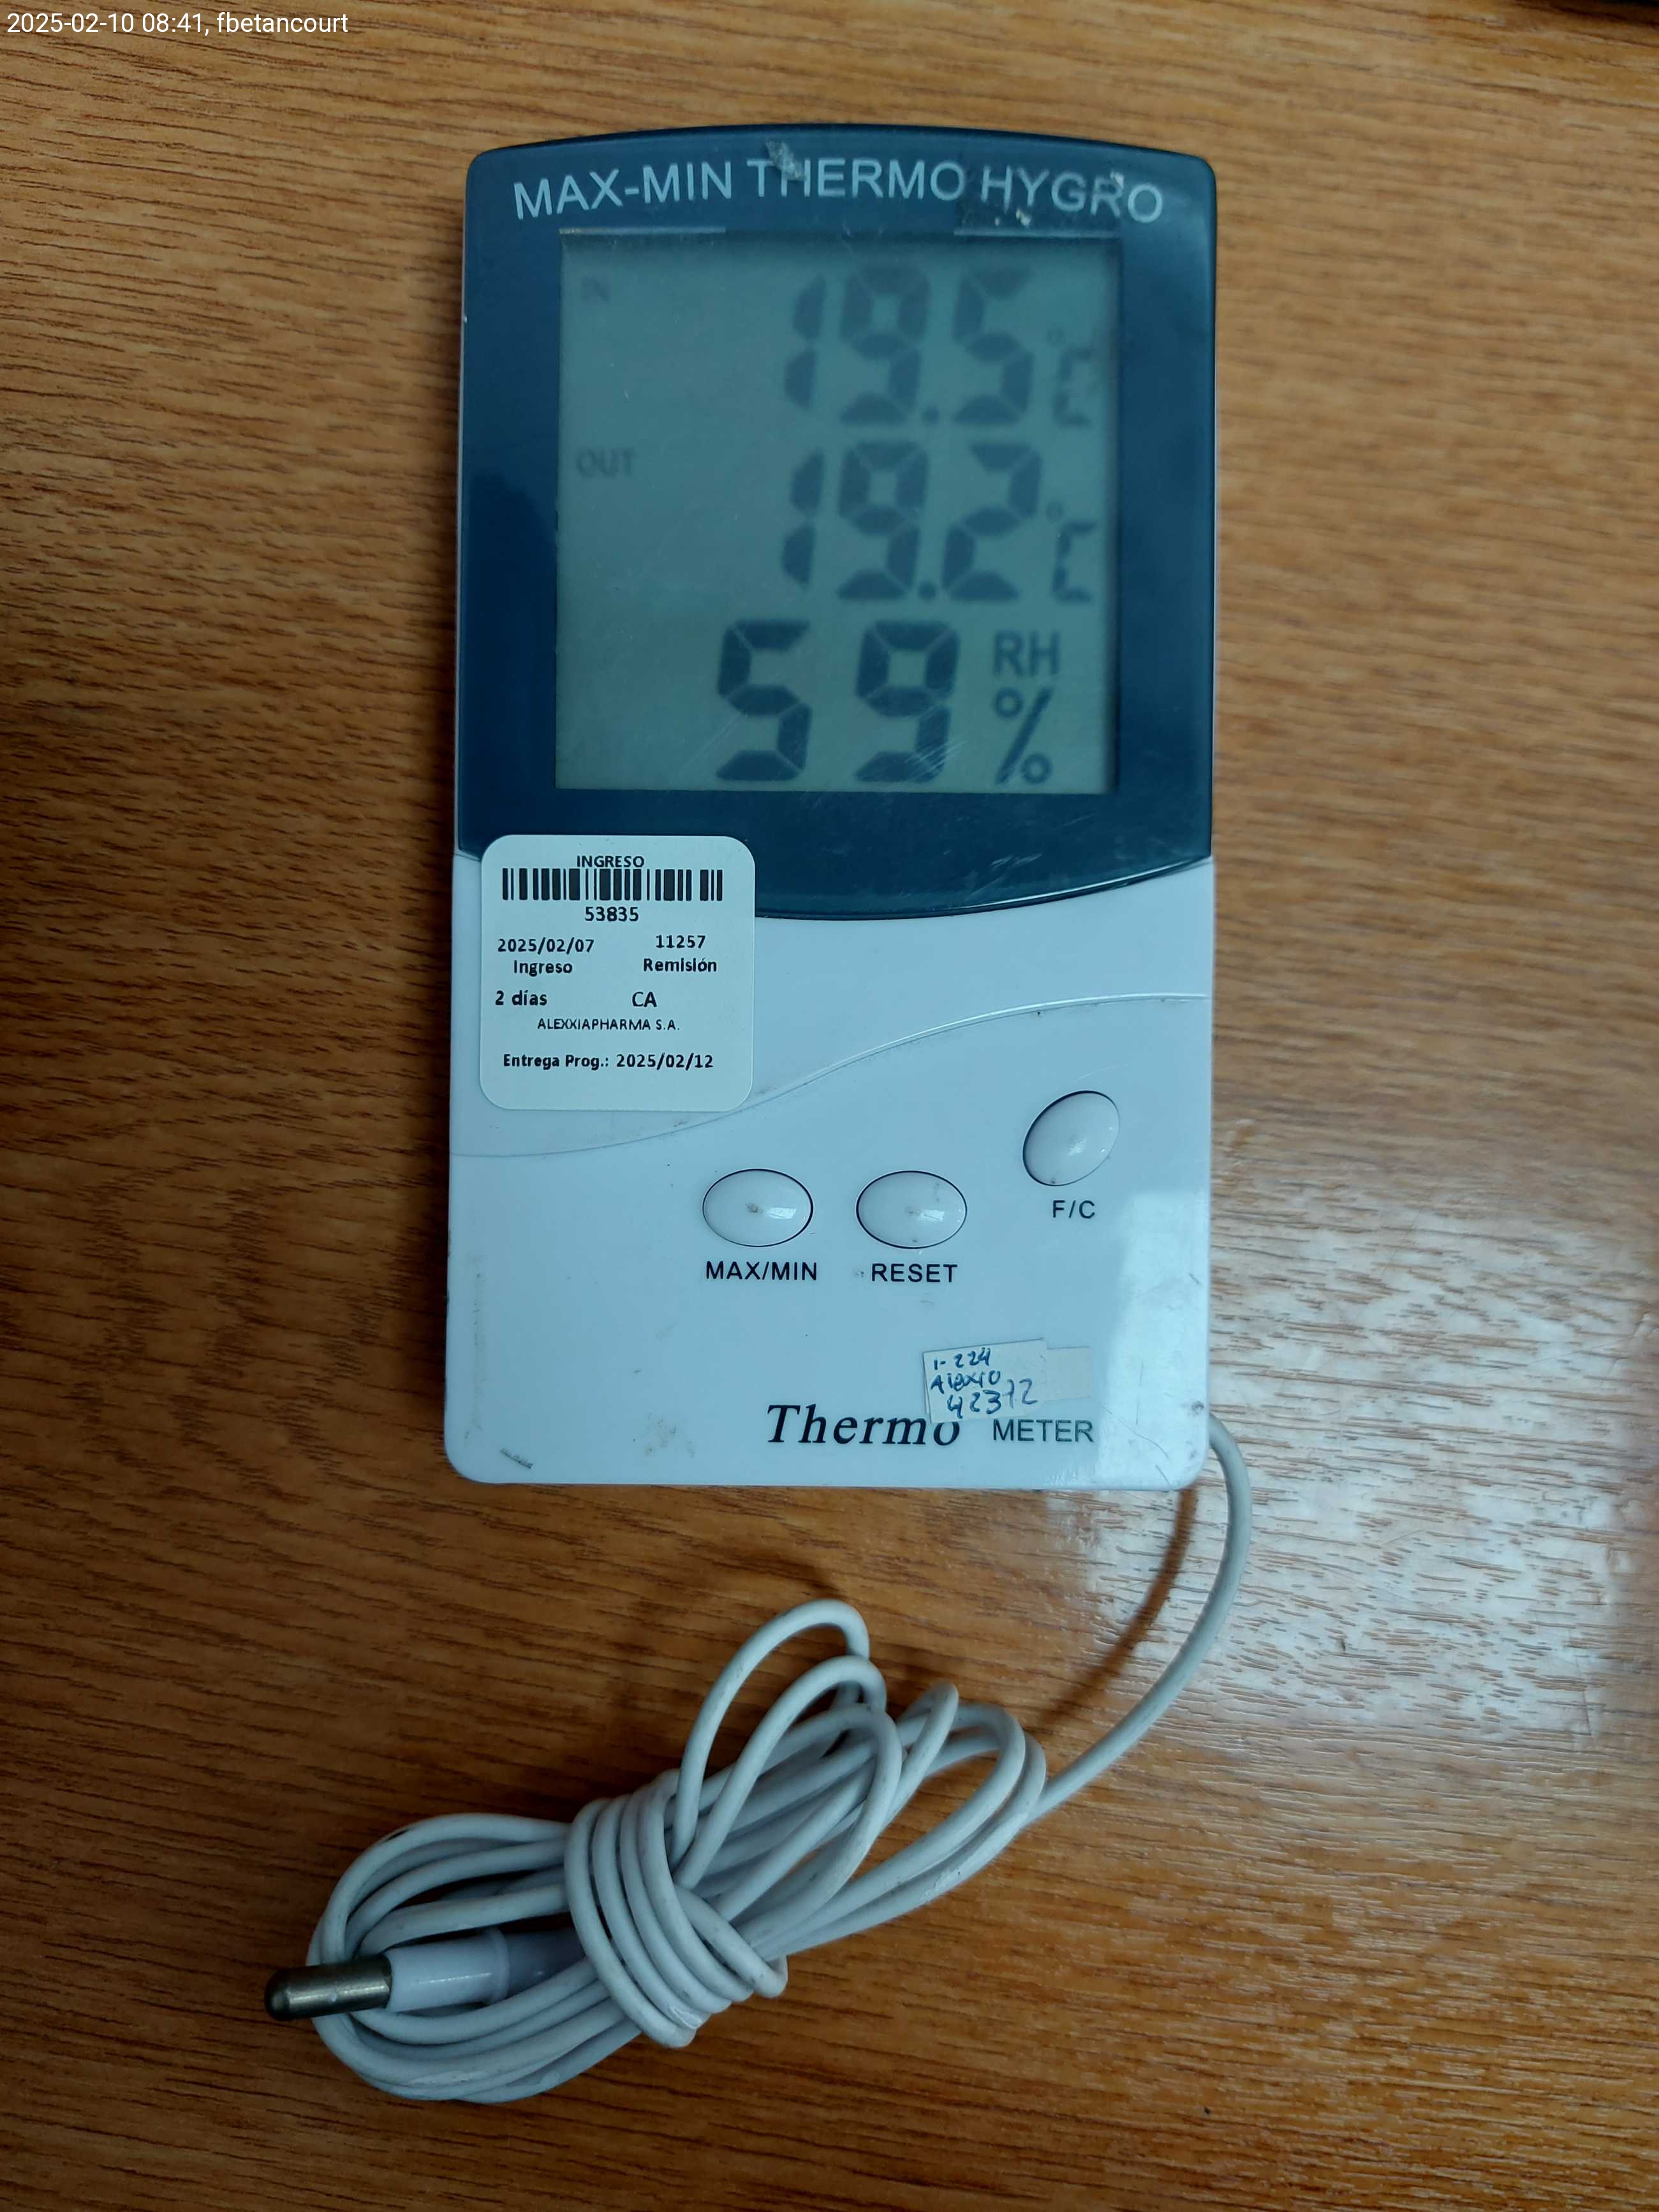 2025-02-10 08:41, fbetancourt
MAX-MIN THERMO HYGRO
IN 19.5 °C
OUT 19.2 °C
59 RH %
INGRESO
53835
2025/02/07 11257
Ingreso Remisión
2 días CA
ALEXXIAPHARMA S.A.
Entrega Prog.: 2025/02/12
F/C
MAX/MIN RESET
1-224
42372
Thermo METER